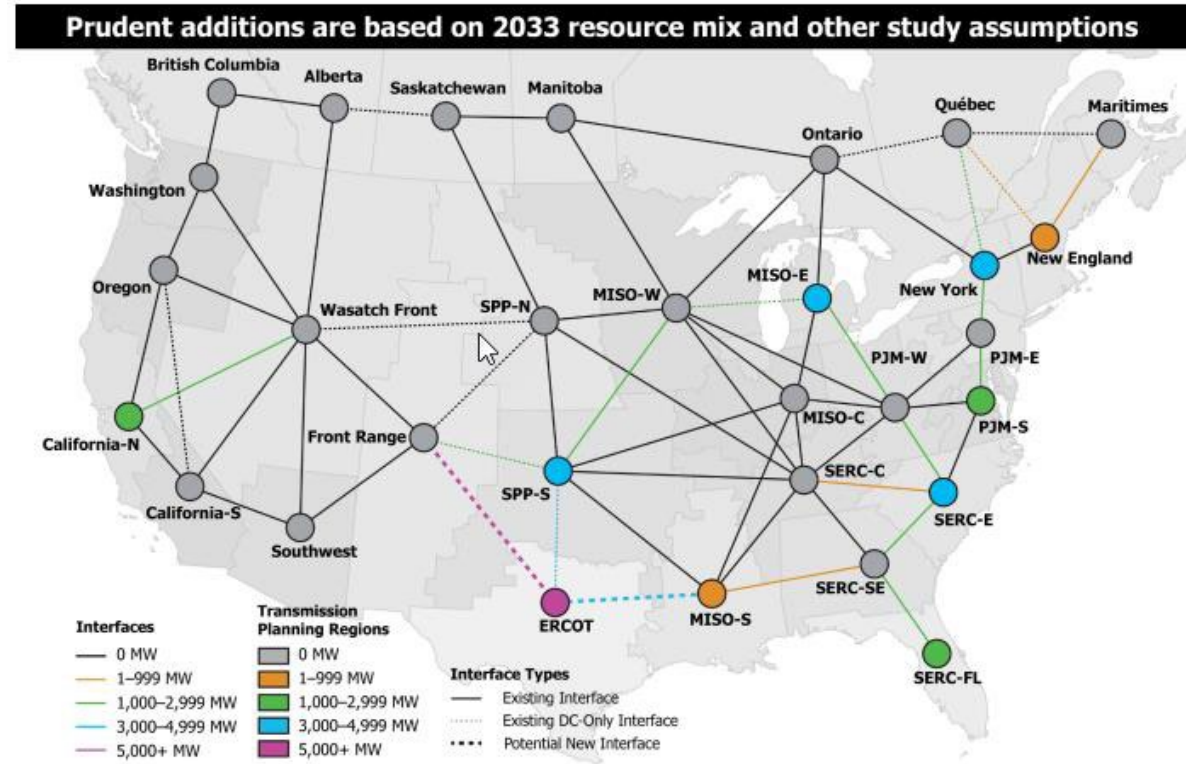 Prudent additions are based on 2033 resource mix and other study assumptions
British Columbia
Alberta
Saskatchewan
Manitoba
Ontario
Québec
Maritimes
Washington
Oregon
Wasatch Front
SPP-N
MISO-W
MISO-E
New York
New England
PJM-W
PJM-E
MISO-C
PJM-S
California-N
Front Range
SPP-S
SERC-C
SERC-E
California-S
Southwest
ERCOT
MISO-S
SERC-SE
SERC-FL
Interfaces
0 MW
1–999 MW
1,000–2,999 MW
3,000–4,999 MW
5,000+ MW
Transmission
Planning Regions
0 MW
1–999 MW
1,000–2,999 MW
3,000–4,999 MW
5,000+ MW
Interface Types
Existing Interface
Existing DC-Only Interface
Potential New Interface